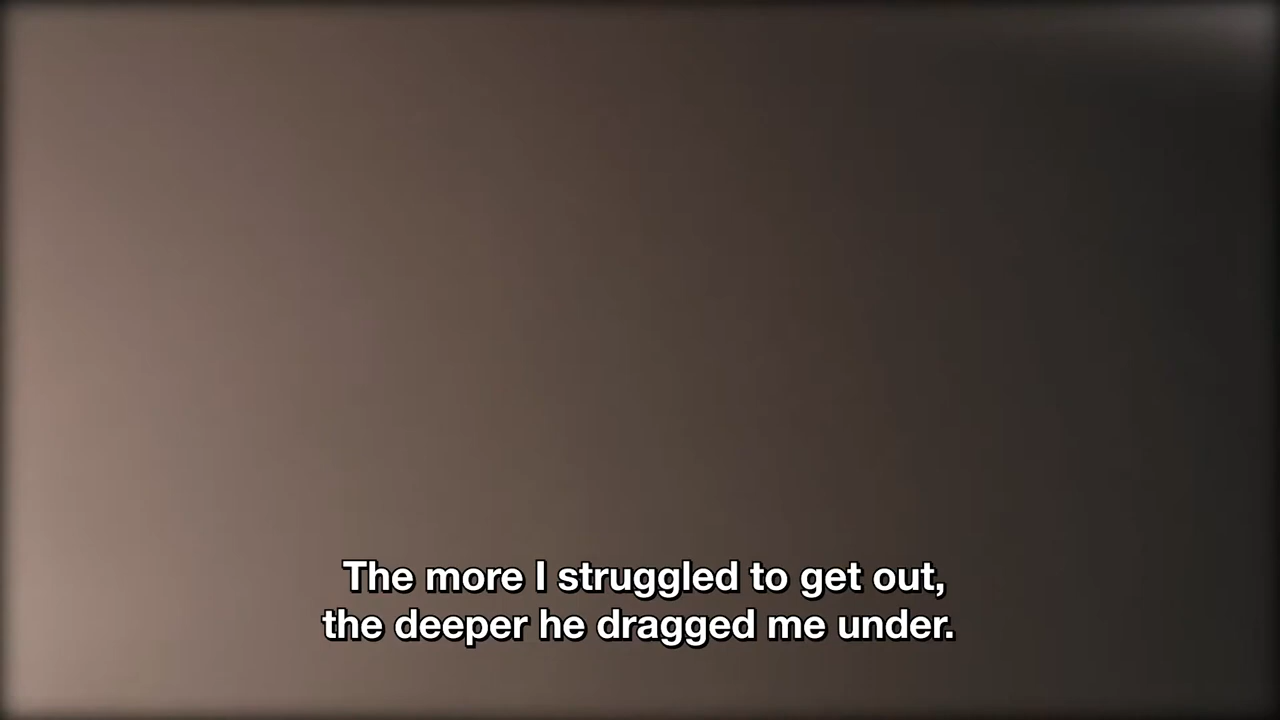 The more I struggled to get out,
the deeper he dragged me under.